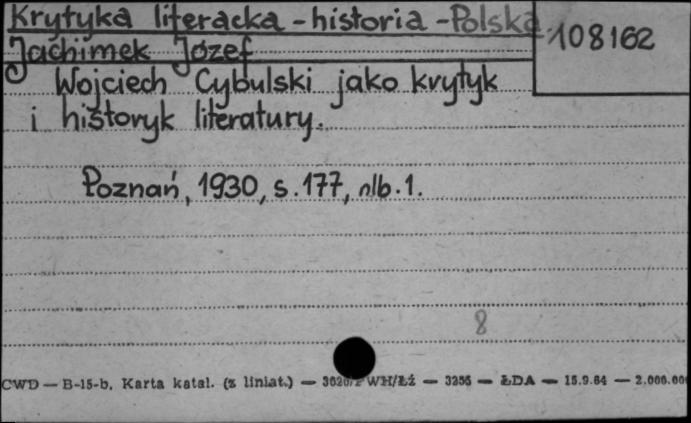 Krytyka literacka - historia - Polska
108162
Jachimek Józef
Wojciech Cybulski jako krytyk
i historyk literatury.
Poznań, 1930, s. 177, nlb. 1.
8
CWD — B-15-b, Karta katal. (z liniat.) — WH/Łż — 3255 — ŁDA — 15.9.64 — 2.000.00